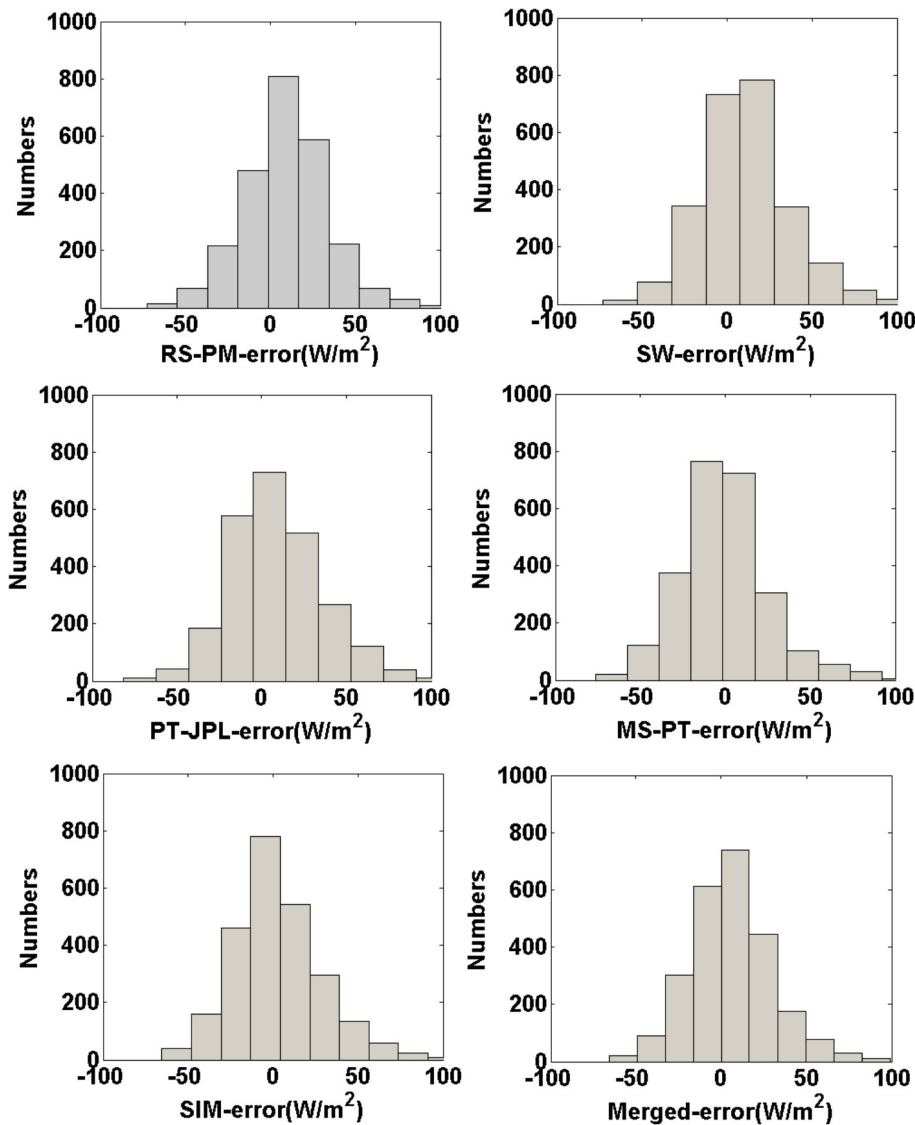 1000
800
600
400
200
0
Numbers
-100 -50 0 50 100
RS-PM-error(W/m²)
1000
800
600
400
200
0
Numbers
-100 -50 0 50 100
SW-error(W/m²)
1000
800
600
400
200
0
Numbers
-100 -50 0 50 100
PT-JPL-error(W/m²)
1000
800
600
400
200
0
Numbers
-100 -50 0 50 100
MS-PT-error(W/m²)
1000
800
600
400
200
0
Numbers
-100 -50 0 50 100
SIM-error(W/m²)
1000
800
600
400
200
0
Numbers
-100 -50 0 50 100
Merged-error(W/m²)